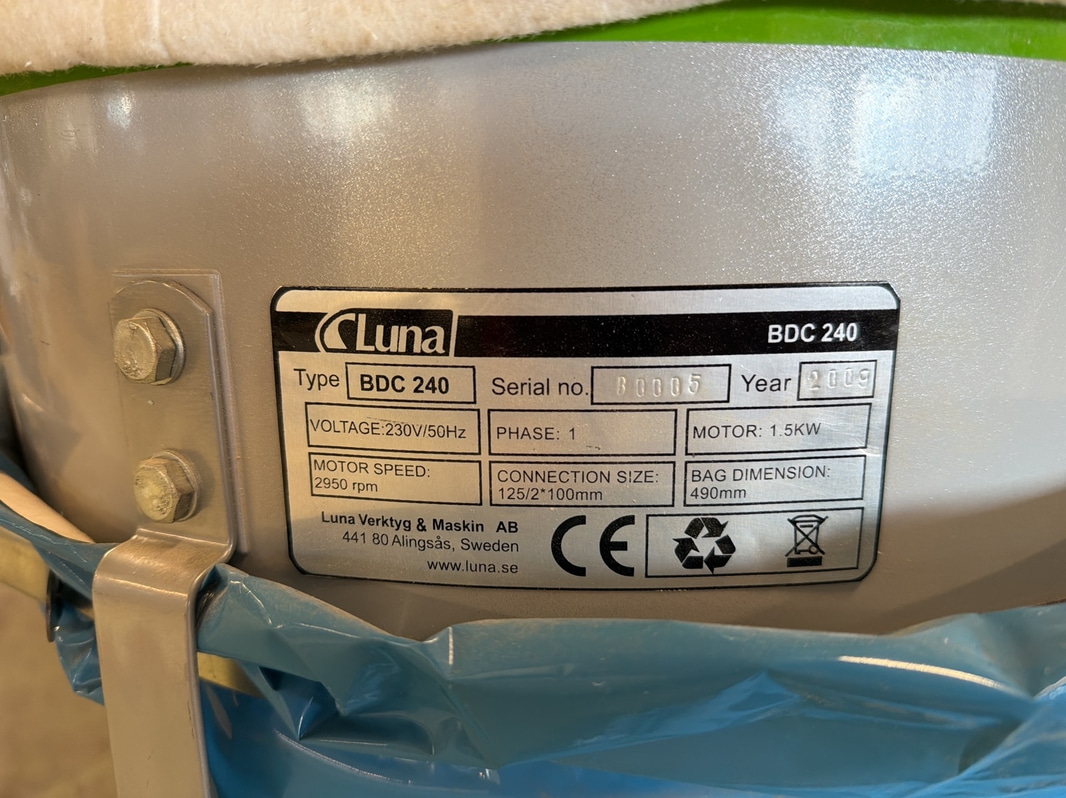 Luna BDC 240
Type BDC 240 Serial no. B0005 Year 2009
VOLTAGE:230V/50Hz PHASE: 1 MOTOR: 1.5KW
MOTOR SPEED: 2950 rpm CONNECTION SIZE: 125/2*100mm BAG DIMENSION: 490mm
Luna Verktyg & Maskin AB
441 80 Alingsås, Sweden
www.luna.se
CE